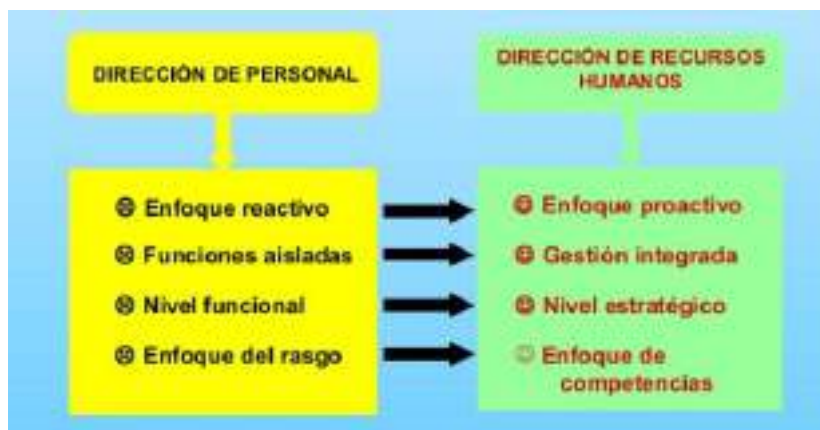 DIRECCIÓN DE PERSONAL
DIRECCIÓN DE RECURSOS
HUMANOS
☹ Enfoque reactivo
☹ Funciones aisladas
☹ Nivel funcional
☹ Enfoque del rasgo
☺ Enfoque proactivo
☺ Gestión integrada
☺ Nivel estratégico
☺ Enfoque de
competencias